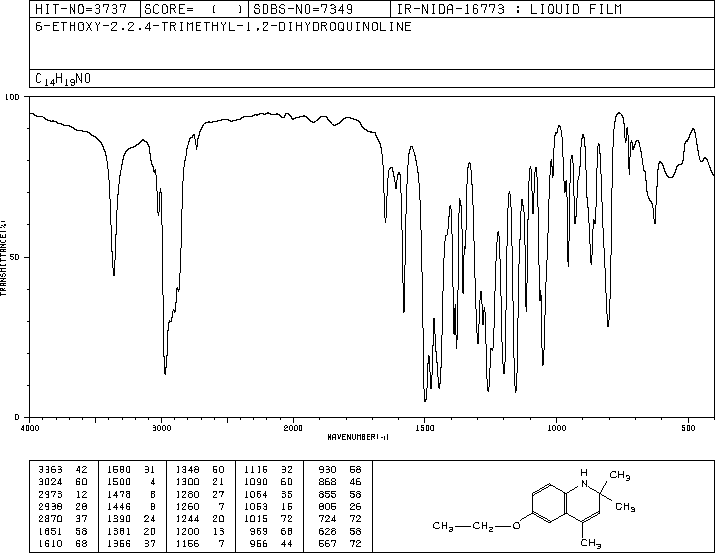 HIT-NO=3737 SCORE= ( ) SDBS-NO=7349 IR-NIDA-16773 : LIQUID FILM
6-ETHOXY-2,2,4-TRIMETHYL-1,2-DIHYDROQUINOLINE
C14H19NO
100
50
0
TRANSMITTANCE(%)
4000 3000 2000 1500 1000 500
WAVENUMBER(-1)
3363 42 1580 31 1348 60 1116 32 930 58
3024 60 1500 4 1300 21 1090 60 868 46
2973 12 1478 8 1280 27 1064 35 855 58
2938 28 1446 8 1260 7 1053 15 806 26
2870 37 1390 24 1244 20 1015 72 724 72
1651 58 1381 20 1200 13 969 68 628 58
1610 68 1366 37 1156 7 956 44 567 72
H
N
CH3
CH3
CH3
CH3
CH2
O